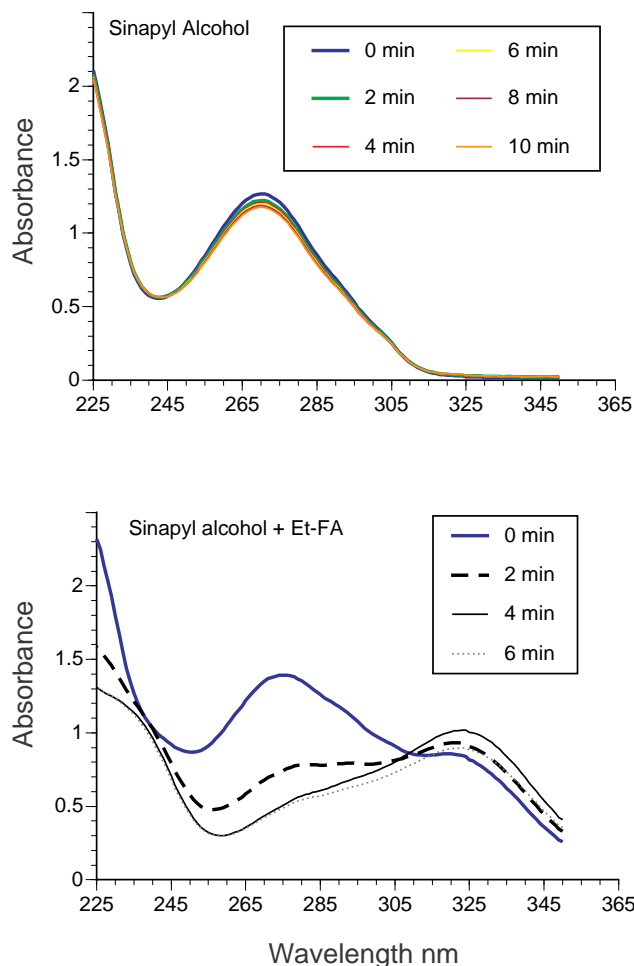 Sinapyl Alcohol
0 min
6 min
2 min
8 min
4 min
10 min
Absorbance
2
1.5
1
0.5
0
225 245 265 285 305 325 345 365
Sinapyl alcohol + Et-FA
0 min
2 min
4 min
6 min
Absorbance
2
1.5
1
0.5
0
225 245 265 285 305 325 345 365
Wavelength nm